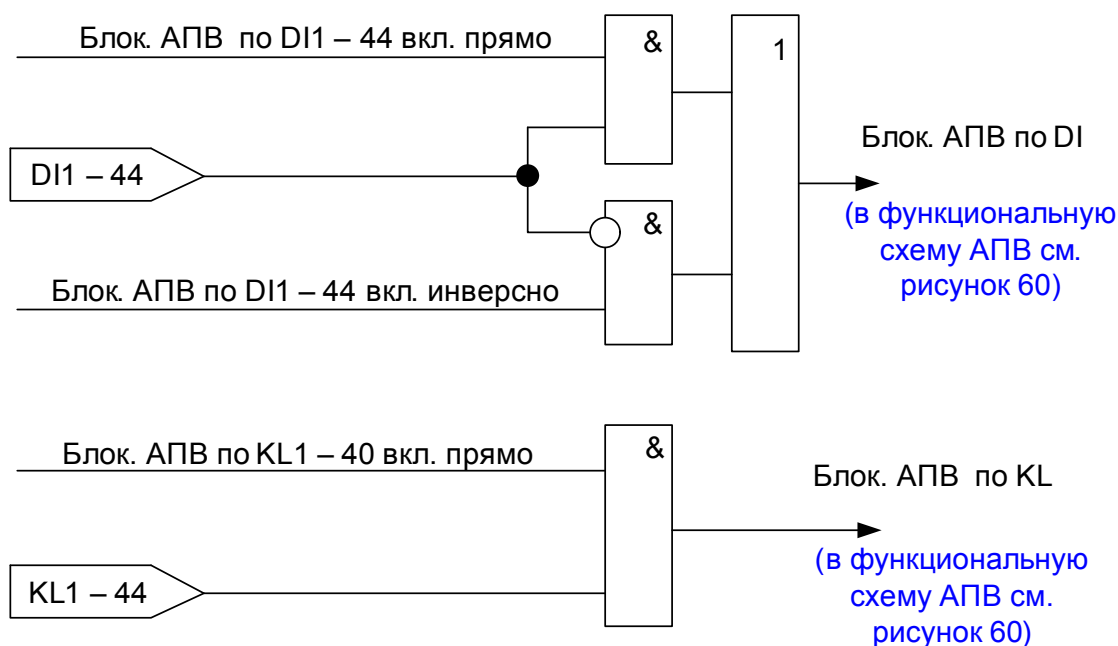 Блок. АПВ по DI1 – 44 вкл. прямо
&
1
Блок. АПВ по DI
DI1 – 44
(в функциональную
схему АПВ см.
рисунок 60)
&
Блок. АПВ по DI1 – 44 вкл. инверсно
Блок. АПВ по KL1 – 40 вкл. прямо
&
Блок. АПВ по KL
(в функциональную
схему АПВ см.
рисунок 60)
KL1 – 44